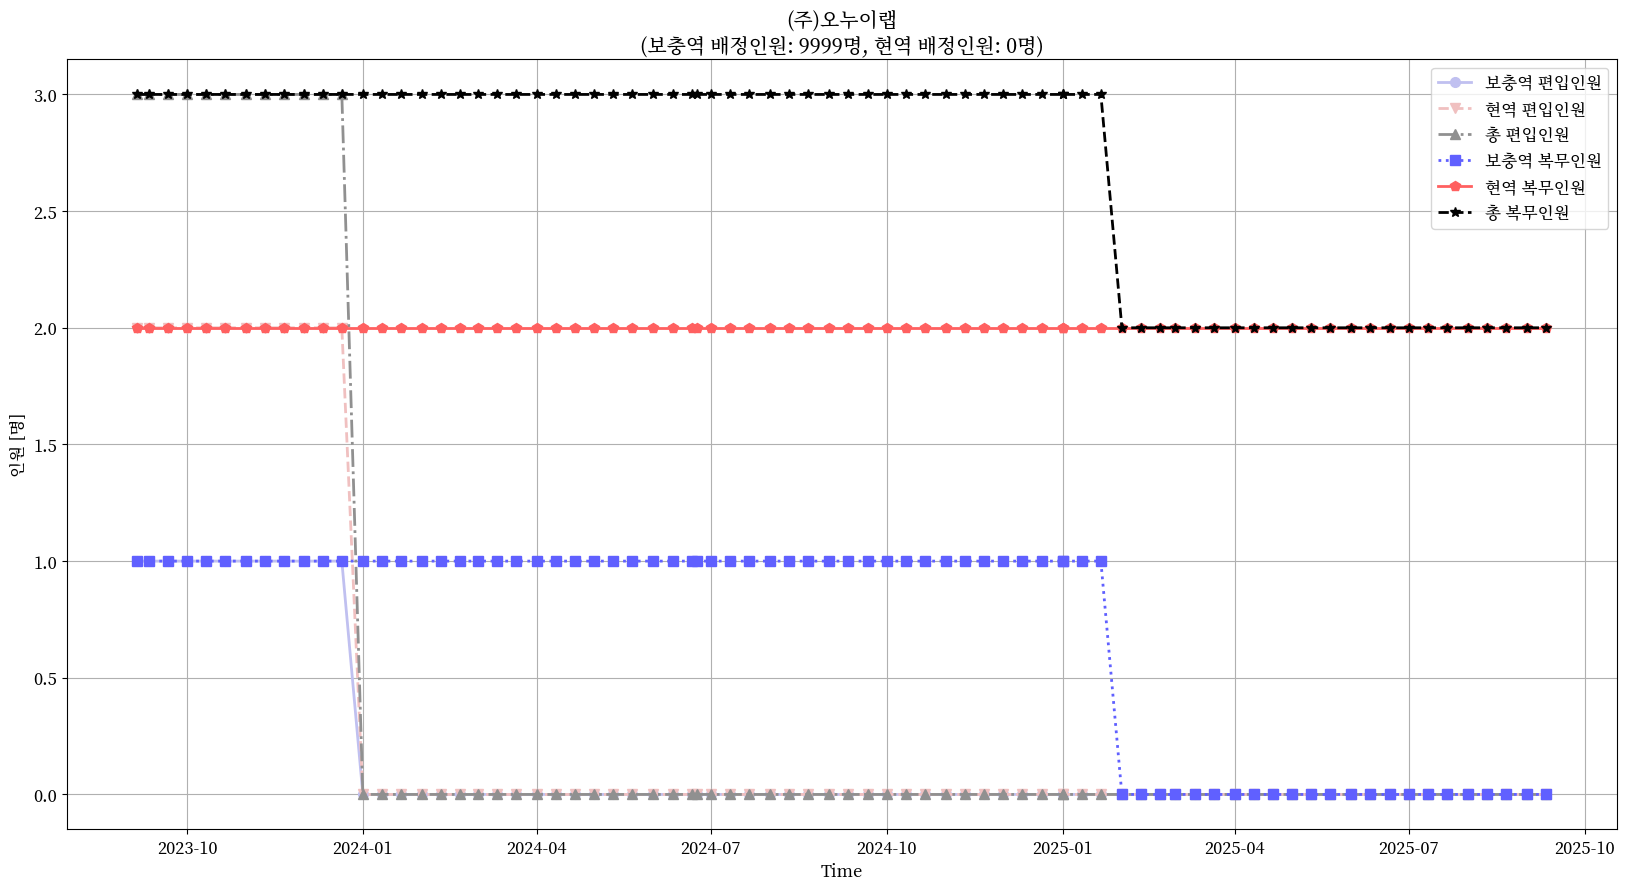 (주)오누이랩
(보충역 배정인원: 9999명, 현역 배정인원: 0명)
3.0
2.5
2.0
1.5
1.0
0.5
0.0
인원 [명]
보충역 편입인원
현역 편입인원
총 편입인원
보충역 복무인원
현역 복무인원
총 복무인원
2023-10
2024-01
2024-04
2024-07
2024-10
2025-01
2025-04
2025-07
2025-10
Time